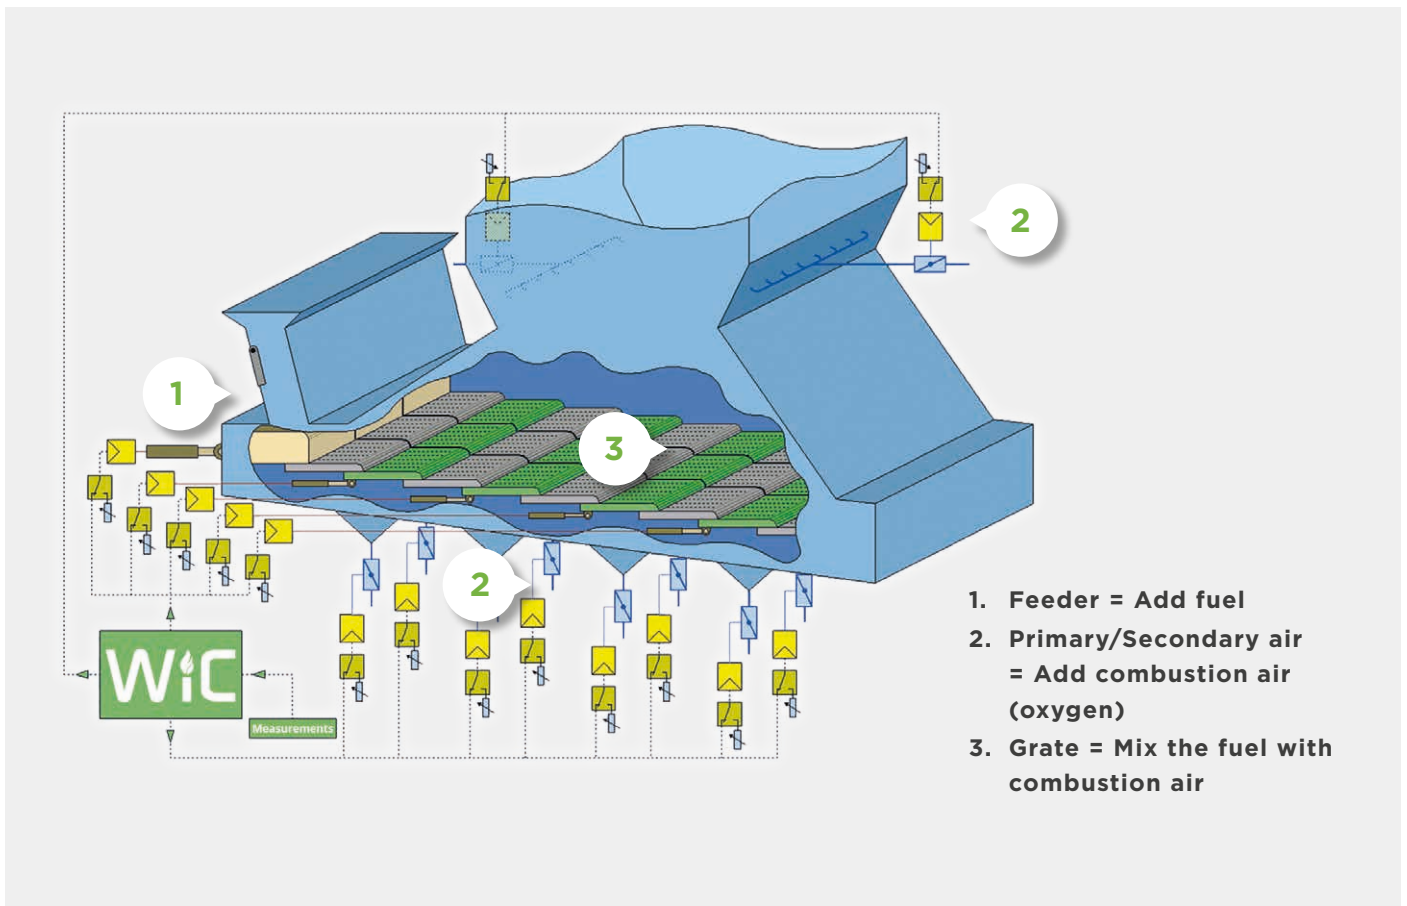 2
1
3
2
WiC
Measurements
1. Feeder = Add fuel
2. Primary/Secondary air
= Add combustion air
(oxygen)
3. Grate = Mix the fuel with
combustion air